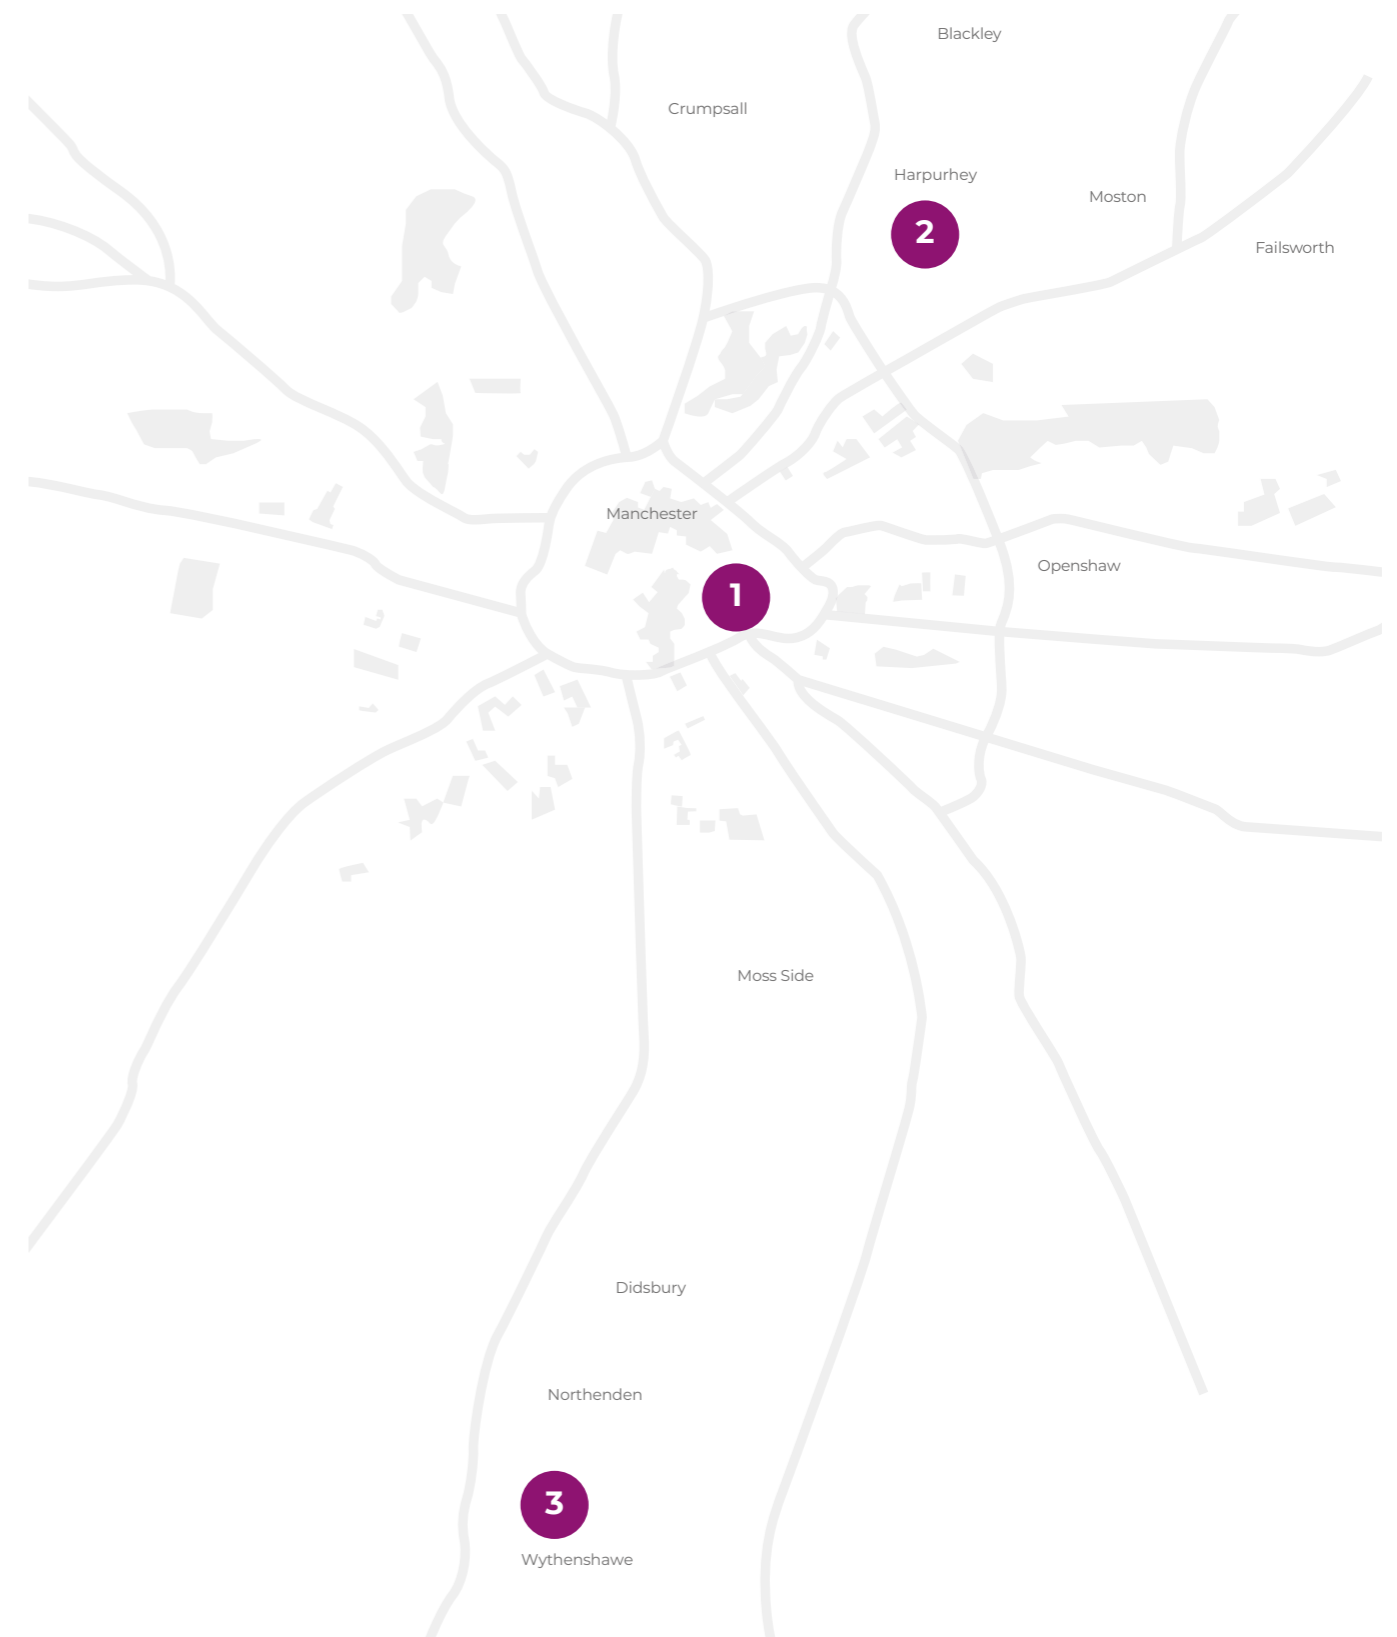 Blackley
Crumpsall
Harpurhey
Moston
2
Failsworth
Manchester
Openshaw
1
Moss Side
Didsbury
Northenden
3
Wythenshawe